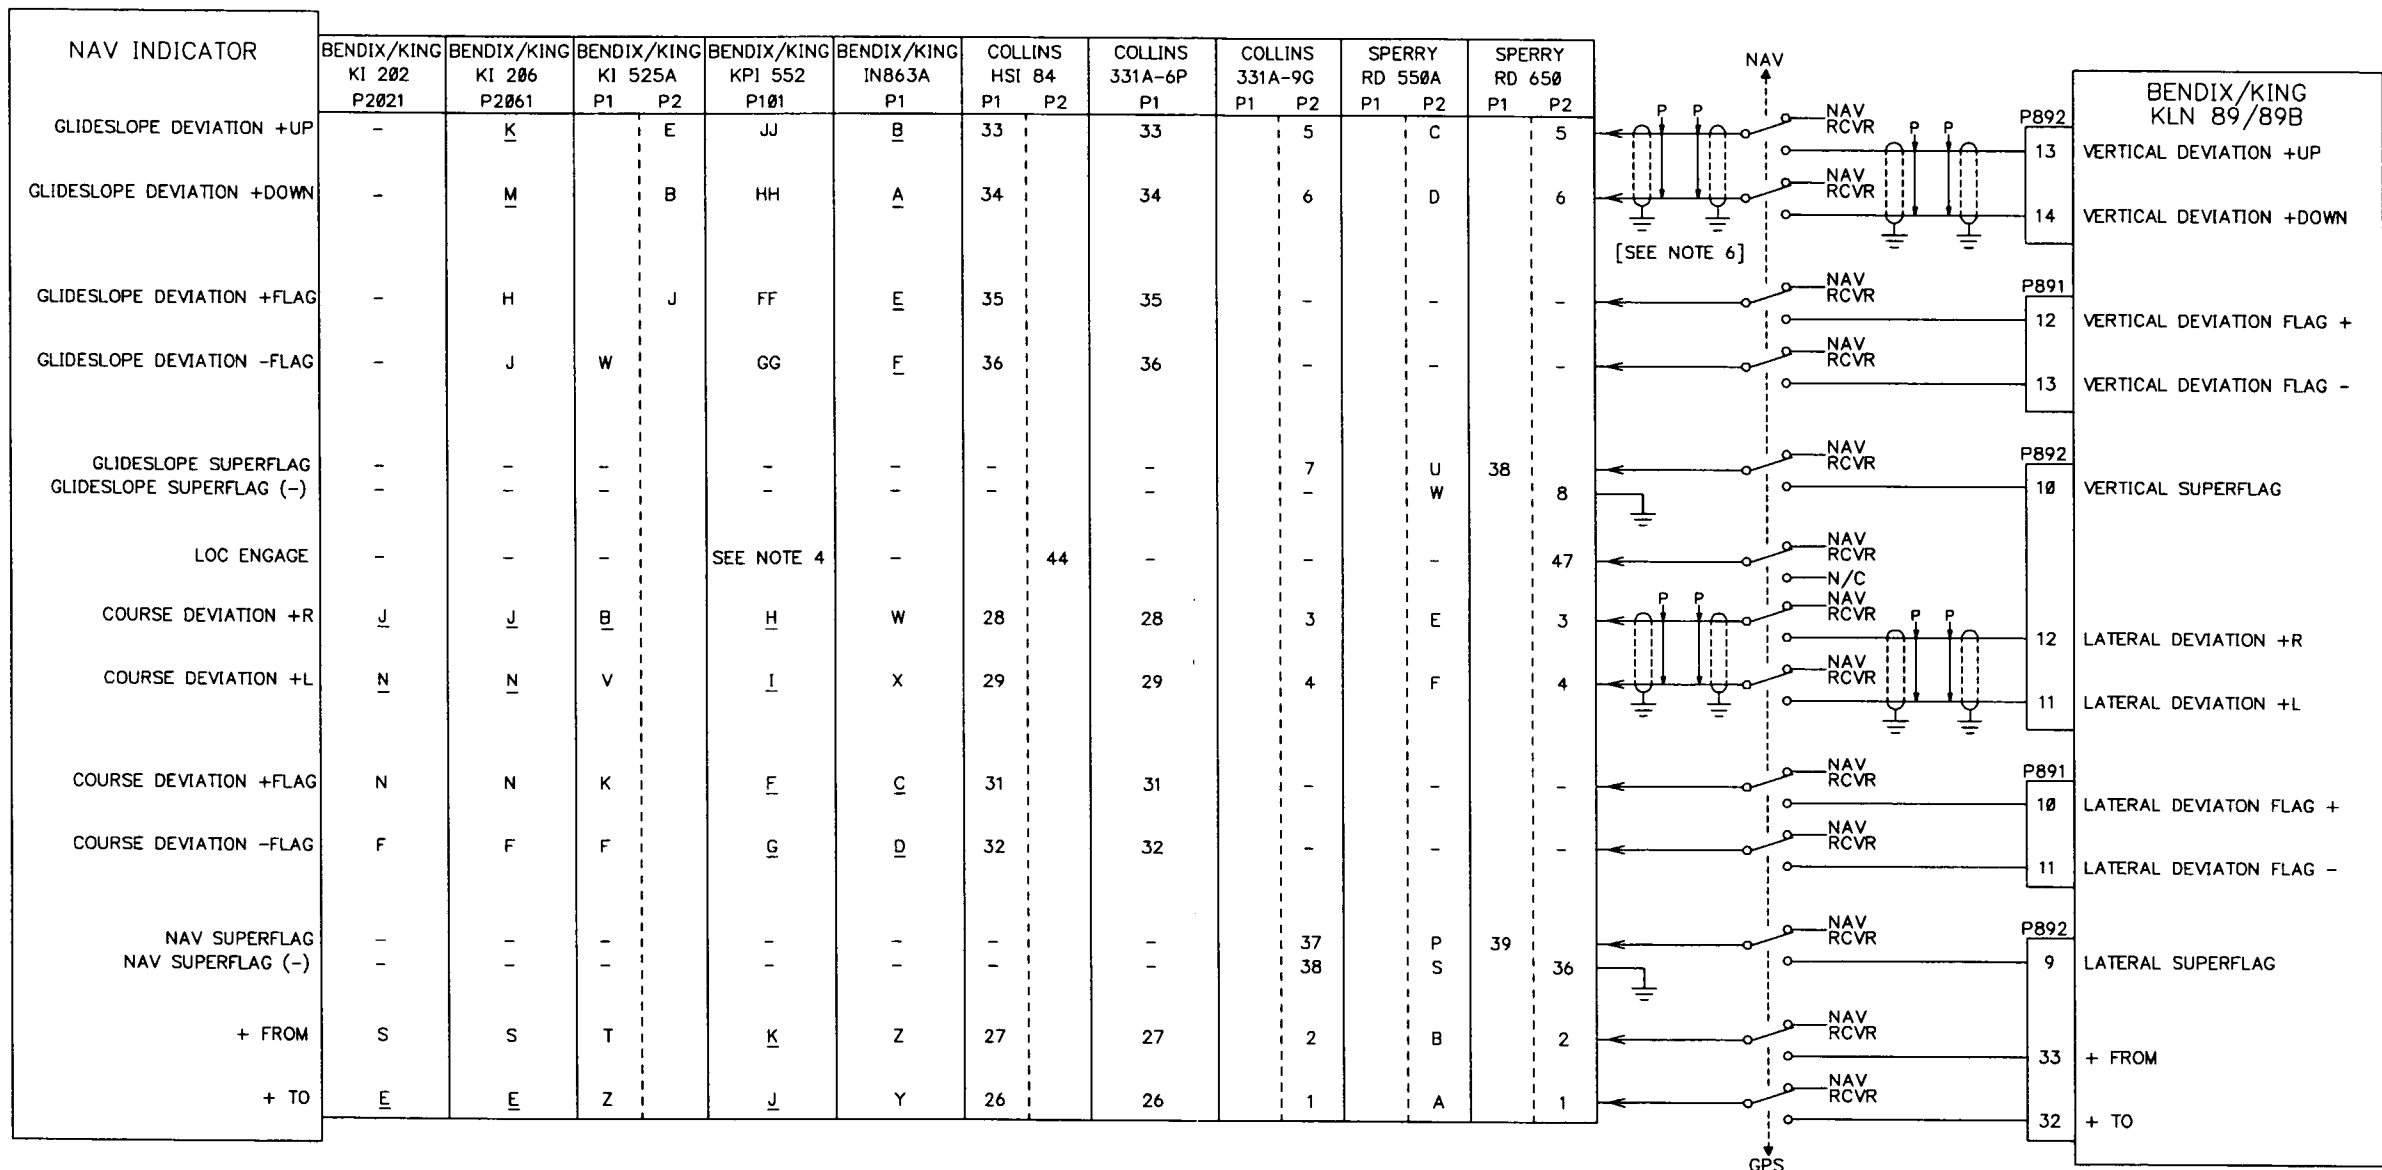 NAV INDICATOR
BENDIX/KING BENDIX/KING BENDIX/KING BENDIX/KING BENDIX/KING COLLINS COLLINS COLLINS SPERRY SPERRY
KI 202 KI 206 KI 525A KPI 552 IN863A HSI 84 331A-6P 331A-9G RD 550A RD 650
P2021 P2061 P1 P2 P101 P1 P1 P2 P1 P1 P2 P1 P2 P1 P2
GLIDESLOPE DEVIATION +UP - K E JJ B 33 33 5 C 5
GLIDESLOPE DEVIATION +DOWN - M B HH A 34 34 6 D 6
GLIDESLOPE DEVIATION +FLAG - H J FF E 35 35 - - -
GLIDESLOPE DEVIATION -FLAG - J W GG F 36 36 - - -
GLIDESLOPE SUPERFLAG - - - - - - - 7 U 38
GLIDESLOPE SUPERFLAG (-) - - - - - - - - W 8
LOC ENGAGE - - - SEE NOTE 4 - 44 - - - 47
COURSE DEVIATION +R J J B H W 28 28 3 E 3
COURSE DEVIATION +L N N V I X 29 29 4 F 4
COURSE DEVIATION +FLAG N N K F C 31 31 - - -
COURSE DEVIATION -FLAG F F F G D 32 32 - - -
NAV SUPERFLAG - - - - - - - 37 P 39
NAV SUPERFLAG (-) - - - - - - - 38 S 36
+ FROM S S T K Z 27 27 2 B 2
+ TO E E Z J Y 26 26 1 A 1
NAV
P P
NAV
RCVR
P P
NAV
RCVR
[SEE NOTE 6]
NAV
RCVR
NAV
RCVR
NAV
RCVR
NAV
RCVR
N/C
P P
NAV
RCVR
P P
NAV
RCVR
NAV
RCVR
NAV
RCVR
NAV
RCVR
NAV
RCVR
NAV
RCVR
GPS
BENDIX/KING
KLN 89/89B
P892
13 VERTICAL DEVIATION +UP
14 VERTICAL DEVIATION +DOWN
P891
12 VERTICAL DEVIATION FLAG +
13 VERTICAL DEVIATION FLAG -
P892
10 VERTICAL SUPERFLAG
12 LATERAL DEVIATION +R
11 LATERAL DEVIATION +L
P891
10 LATERAL DEVIATON FLAG +
11 LATERAL DEVIATON FLAG -
P892
9 LATERAL SUPERFLAG
33 + FROM
32 + TO